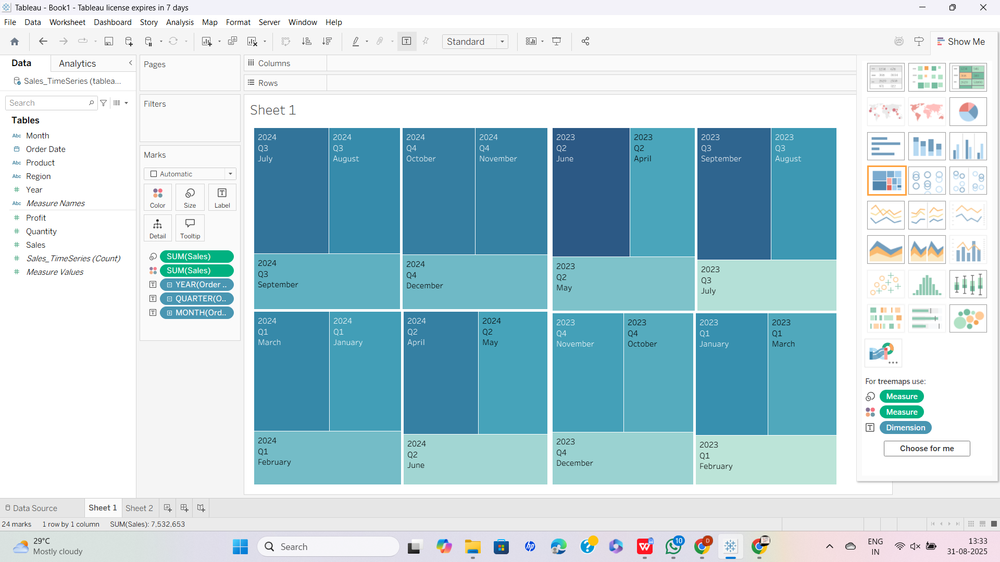 Tableau - Book1 - Tableau license expires in 7 days
File Data Worksheet Dashboard Story Analysis Map Format Server Window Help
Standard
Show Me
Data Analytics
Sales_TimeSeries (tablea...
Search
Tables
Abc Month
Order Date
Abc Product
Abc Region
Year
Abc Measure Names
Profit
Quantity
Sales
Sales_TimeSeries (Count)
Measure Values
Pages
Filters
Marks
Automatic
Color Size Label
Detail Tooltip
SUM(Sales)
SUM(Sales)
YEAR(Order ..
QUARTER(O..
MONTH(Ord..
Columns
Rows
Sheet 1
2024
Q3
July
2024
Q3
August
2024
Q4
October
2024
Q4
November
2023
Q2
June
2023
Q2
April
2023
Q3
September
2023
Q3
August
2024
Q3
September
2024
Q4
December
2023
Q2
May
2023
Q3
July
2024
Q1
March
2024
Q1
January
2024
Q2
April
2024
Q2
May
2023
Q4
November
2023
Q4
October
2023
Q1
January
2023
Q1
March
2024
Q1
February
2024
Q2
June
2023
Q4
December
2023
Q1
February
For treemaps use:
Measure
Measure
Dimension
Choose for me
Data Source Sheet 1 Sheet 2
24 marks 1 row by 1 column SUM(Sales): 7,532,653
29°C
Mostly cloudy
Search
10
D
ENG
IN
13:33
31-08-2025